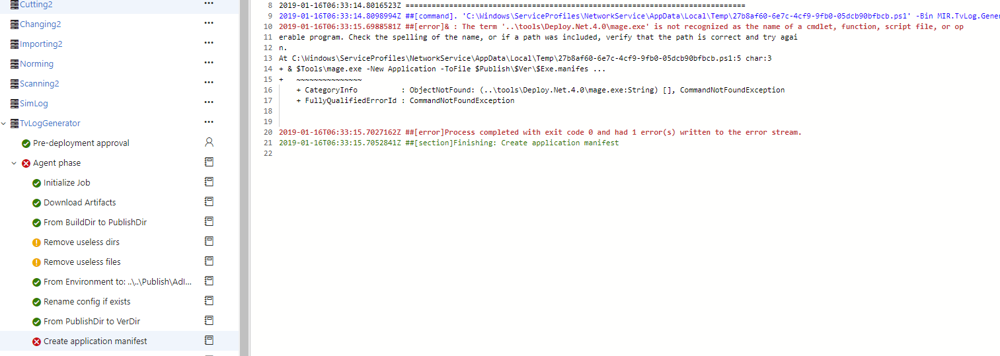 Cutting2 •••
Changing2 •••
Importing2 •••
Norming •••
Scanning2 •••
SimLog •••
TvLogGenerator •••
Pre-deployment approval
Agent phase
Initialize Job
Download Artifacts
From BuildDir to PublishDir
Remove useless dirs
Remove useless files
From Environment to: ..\..\Publish\AdI...
Rename config if exists
From PublishDir to VerDir
Create application manifest
8 2019-01-16T06:33:14.8016523Z ==============================================================================
9 2019-01-16T06:33:14.8098994Z ##[command]. 'C:\Windows\ServiceProfiles\NetworkService\AppData\Local\Temp\27b8af60-6e7c-4cf9-9fb0-05dcb90bfbcb.ps1' -Bin MIR.TvLog.Gene
10 2019-01-16T06:33:15.6988581Z ##[error]& : The term '..\tools\Deploy.Net.4.0\mage.exe' is not recognized as the name of a cmdlet, function, script file, or op
11 erable program. Check the spelling of the name, or if a path was included, verify that the path is correct and try agai
12 n.
13 At C:\Windows\ServiceProfiles\NetworkService\AppData\Local\Temp\27b8af60-6e7c-4cf9-9fb0-05dcb90bfbcb.ps1:5 char:3
14 + & $Tools\mage.exe -New Application -ToFile $Publish\$Ver\$Exe.manifes ...
15 +   ~~~~~~~~~~~~~~~
16     + CategoryInfo          : ObjectNotFound: (..\tools\Deploy.Net.4.0\mage.exe:String) [], CommandNotFoundException
17     + FullyQualifiedErrorId : CommandNotFoundException
18
19
20 2019-01-16T06:33:15.7027162Z ##[error]Process completed with exit code 0 and had 1 error(s) written to the error stream.
21 2019-01-16T06:33:15.7052841Z ##[section]Finishing: Create application manifest
22